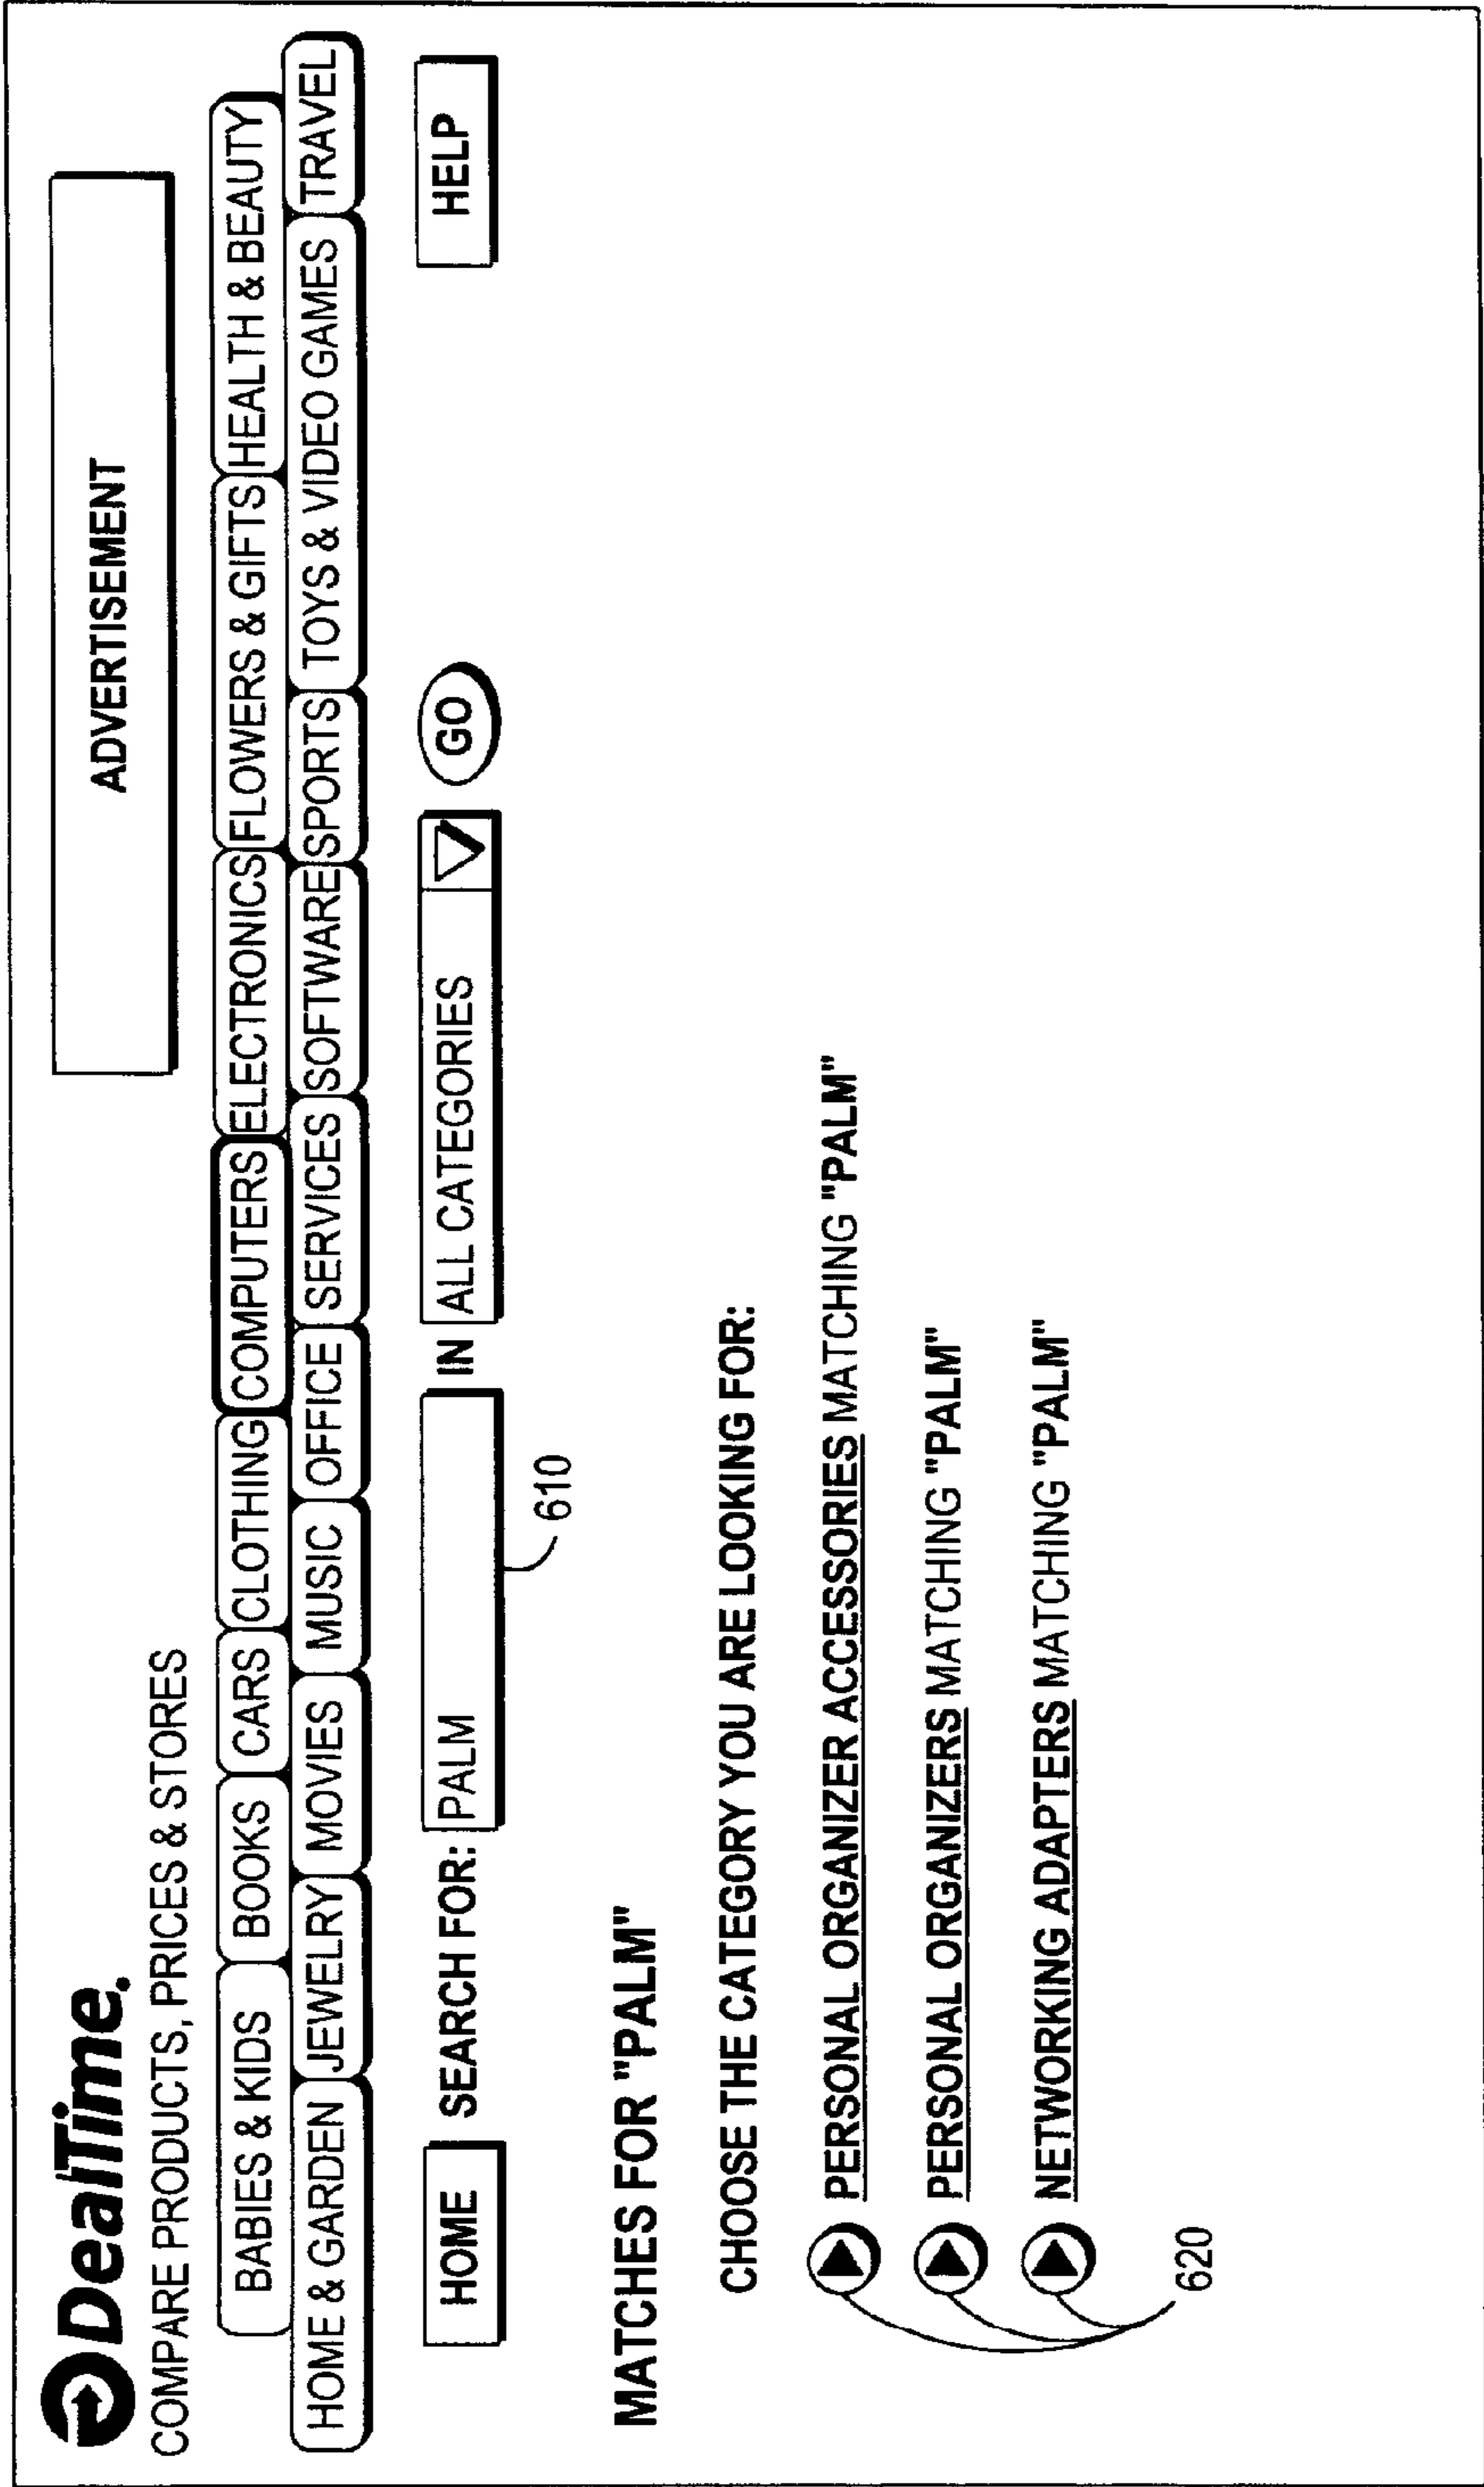 DealTime.
ADVERTISEMENT
COMPARE PRODUCTS, PRICES & STORES
BABIES & KIDS BOOKS CARS CLOTHING COMPUTERS ELECTRONICS FLOWERS & GIFTS HEALTH & BEAUTY
HOME & GARDEN JEWELRY MOVIES MUSIC OFFICE SERVICES SOFTWARE SPORTS TOYS & VIDEO GAMES TRAVEL
HOME SEARCH FOR: PALM IN ALL CATEGORIES GO HELP
610
MATCHES FOR "PALM"
CHOOSE THE CATEGORY YOU ARE LOOKING FOR:
PERSONAL ORGANIZER ACCESSORIES MATCHING "PALM"
PERSONAL ORGANIZERS MATCHING "PALM"
NETWORKING ADAPTERS MATCHING "PALM"
620